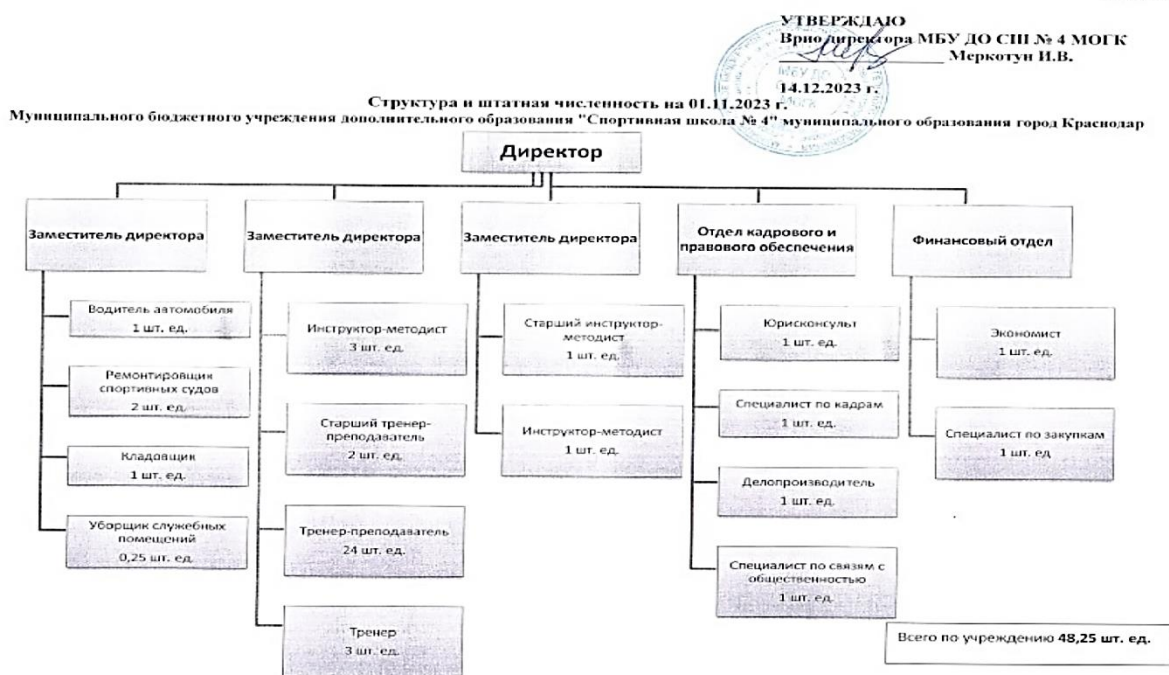 УТВЕРЖДАЮ
Врио директора МБУ ДО СШ № 4 МОГК
Меркотун И.В.
14.12.2023 г.
МБУ ДО
МОГК
Структура и штатная численность на 01.11.2023 г.
Муниципального бюджетного учреждения дополнительного образования "Спортивная школа № 4" муниципального образования город Краснодар
Директор
Заместитель директора
Заместитель директора
Заместитель директора
Отдел кадрового и
правового обеспечения
Финансовый отдел
Водитель автомобиля
1 шт. ед.
Ремонтировщик
спортивных судов
2 шт. ед.
Кладовщик
1 шт. ед.
Уборщик служебных
помещений
0,25 шт. ед.
Инструктор-методист
3 шт. ед.
Старший тренер-
преподаватель
2 шт. ед.
Тренер-преподаватель
24 шт. ед.
Тренер
3 шт. ед.
Старший инструктор-
методист
1 шт. ед.
Инструктор-методист
1 шт. ед.
Юрисконсульт
1 шт. ед.
Специалист по кадрам
1 шт. ед.
Делопроизводитель
1 шт. ед.
Специалист по связям с
общественностью
1 шт. ед.
Экономист
1 шт. ед.
Специалист по закупкам
1 шт. ед
Всего по учреждению 48,25 шт. ед.